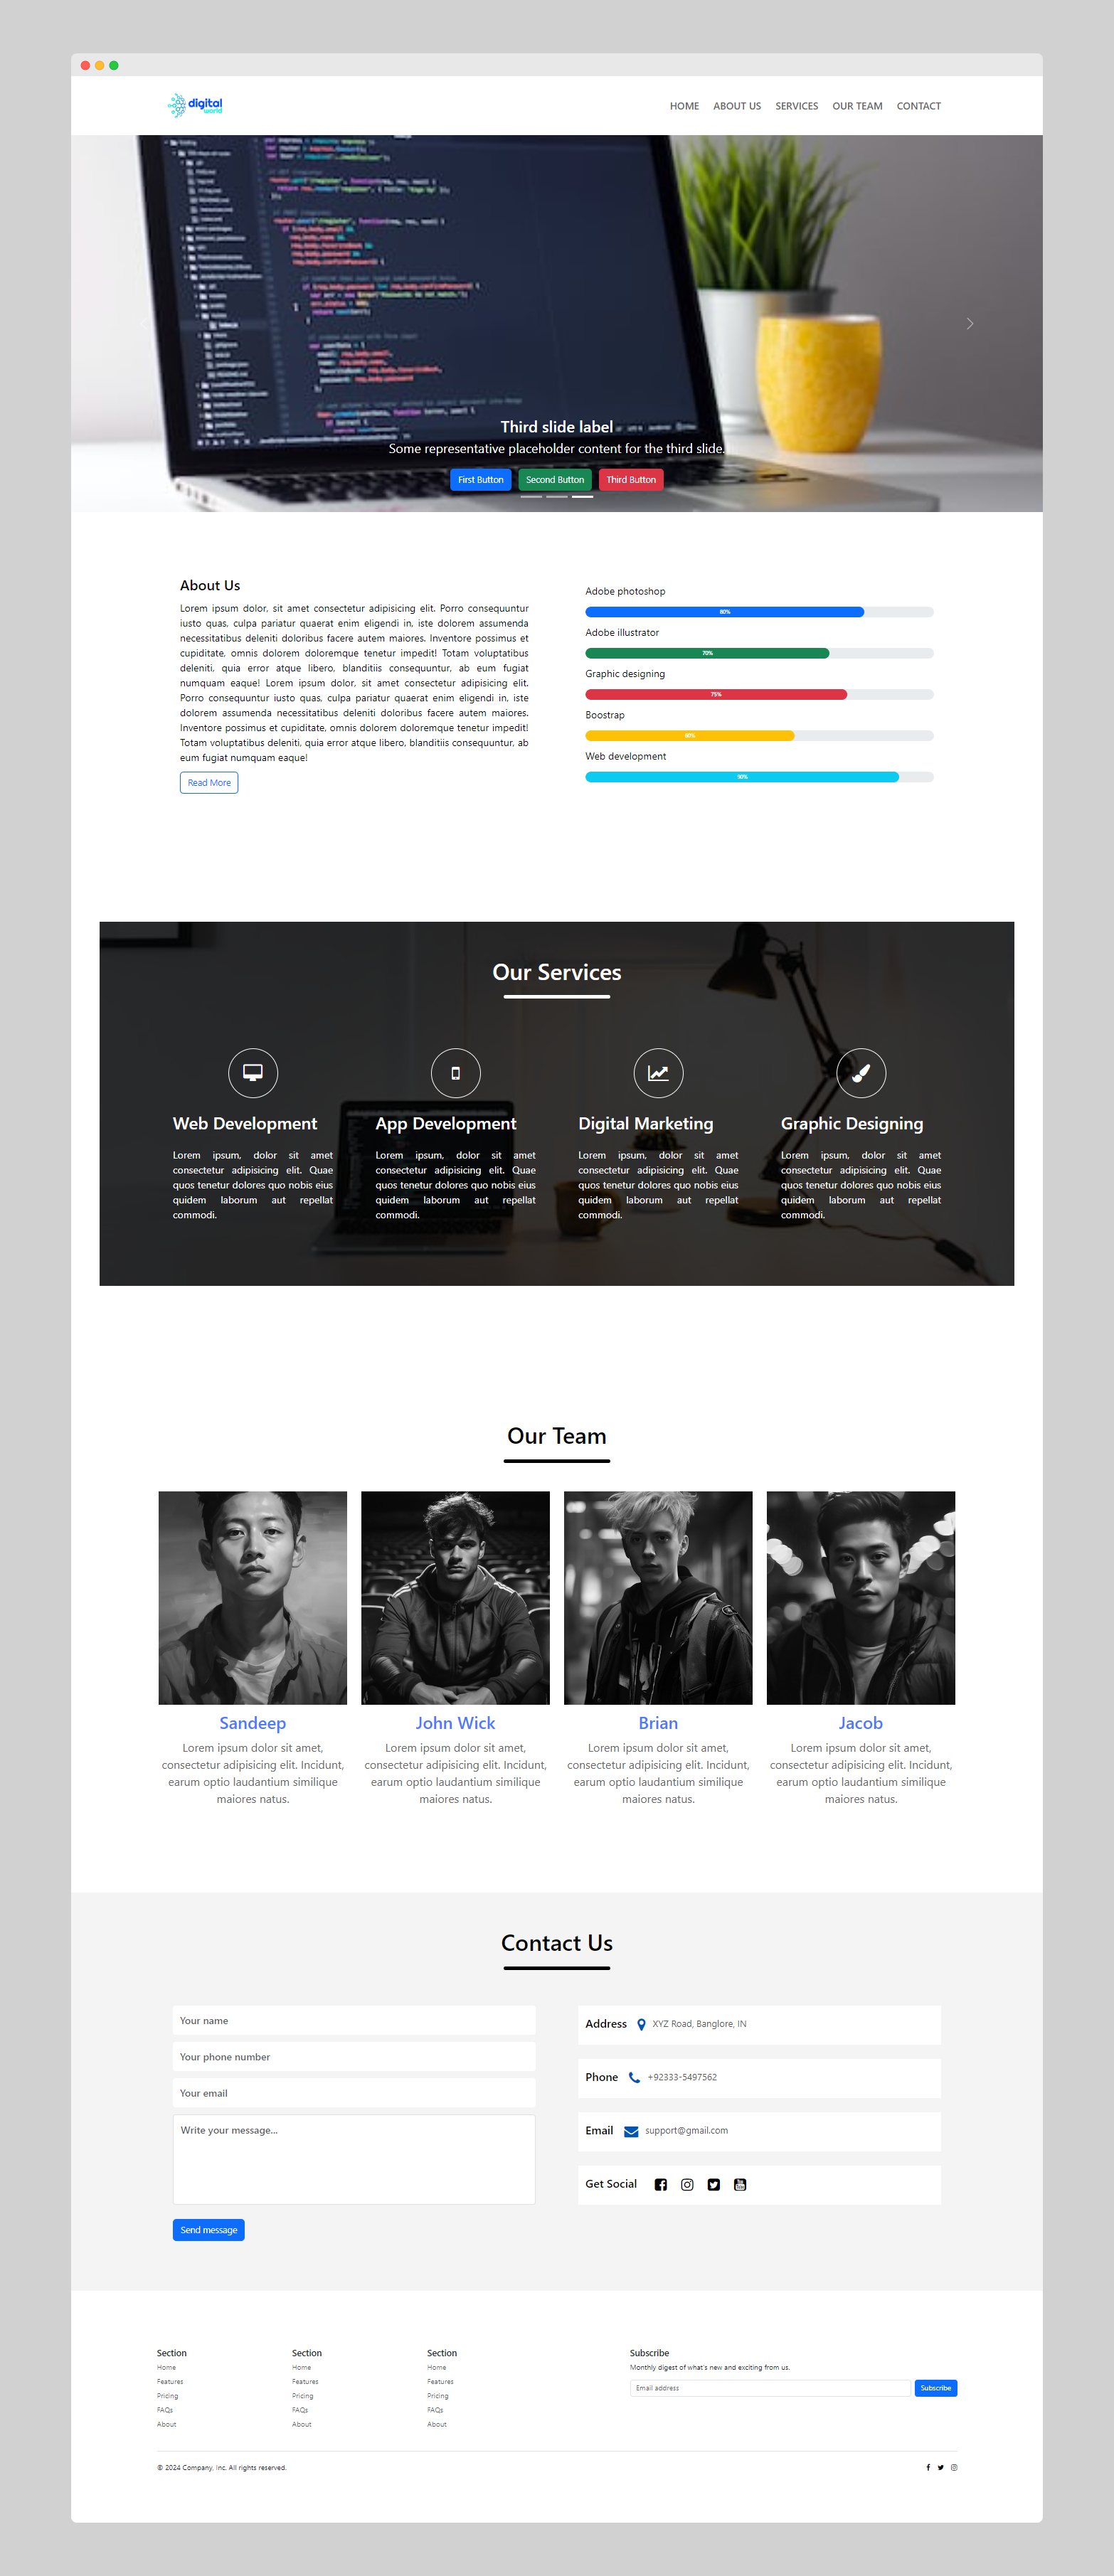 digital
world
HOME ABOUT US SERVICES OUR TEAM CONTACT
Third slide label
Some representative placeholder content for the third slide.
First Button Second Button Third Button
About Us
Lorem ipsum dolor, sit amet consectetur adipisicing elit. Porro consequuntur
iusto quas, culpa pariatur quaerat enim eligendi in, iste dolorem assumenda
necessitatibus deleniti doloribus facere autem maiores. Inventore possimus et
cupiditate, omnis dolorem doloremque tenetur impedit! Totam voluptatibus
deleniti, quia error atque libero, blanditiis consequuntur, ab eum fugiat
numquam eaque! Lorem ipsum dolor, sit amet consectetur adipisicing elit.
Porro consequuntur iusto quas, culpa pariatur quaerat enim eligendi in, iste
dolorem assumenda necessitatibus deleniti doloribus facere autem maiores.
Inventore possimus et cupiditate, omnis dolorem doloremque tenetur impedit!
Totam voluptatibus deleniti, quia error atque libero, blanditiis consequuntur, ab
eum fugiat numquam eaque!
Read More
Adobe photoshop
80%
Adobe illustrator
70%
Graphic designing
75%
Boostrap
60%
Web development
90%
Our Services
Web Development
Lorem ipsum, dolor sit amet
consectetur adipisicing elit. Quae
quos tenetur dolores quo nobis eius
quidem laborum aut repellat
commodi.
App Development
Lorem ipsum, dolor sit amet
consectetur adipisicing elit. Quae
quos tenetur dolores quo nobis eius
quidem laborum aut repellat
commodi.
Digital Marketing
Lorem ipsum, dolor sit amet
consectetur adipisicing elit. Quae
quos tenetur dolores quo nobis eius
quidem laborum aut repellat
commodi.
Graphic Designing
Lorem ipsum, dolor sit amet
consectetur adipisicing elit. Quae
quos tenetur dolores quo nobis eius
quidem laborum aut repellat
commodi.
Our Team
Sandeep
Lorem ipsum dolor sit amet,
consectetur adipisicing elit. Incidunt,
earum optio laudantium similique
maiores natus.
John Wick
Lorem ipsum dolor sit amet,
consectetur adipisicing elit. Incidunt,
earum optio laudantium similique
maiores natus.
Brian
Lorem ipsum dolor sit amet,
consectetur adipisicing elit. Incidunt,
earum optio laudantium similique
maiores natus.
Jacob
Lorem ipsum dolor sit amet,
consectetur adipisicing elit. Incidunt,
earum optio laudantium similique
maiores natus.
Contact Us
Your name
Your phone number
Your email
Write your message...
Send message
Address XYZ Road, Banglore, IN
Phone +92333-5497562
Email support@gmail.com
Get Social
Section
Home
Features
Pricing
FAQs
About
Section
Home
Features
Pricing
FAQs
About
Section
Home
Features
Pricing
FAQs
About
Subscribe
Monthly digest of what's new and exciting from us.
Email address Subscribe
© 2024 Company, Inc. All rights reserved.